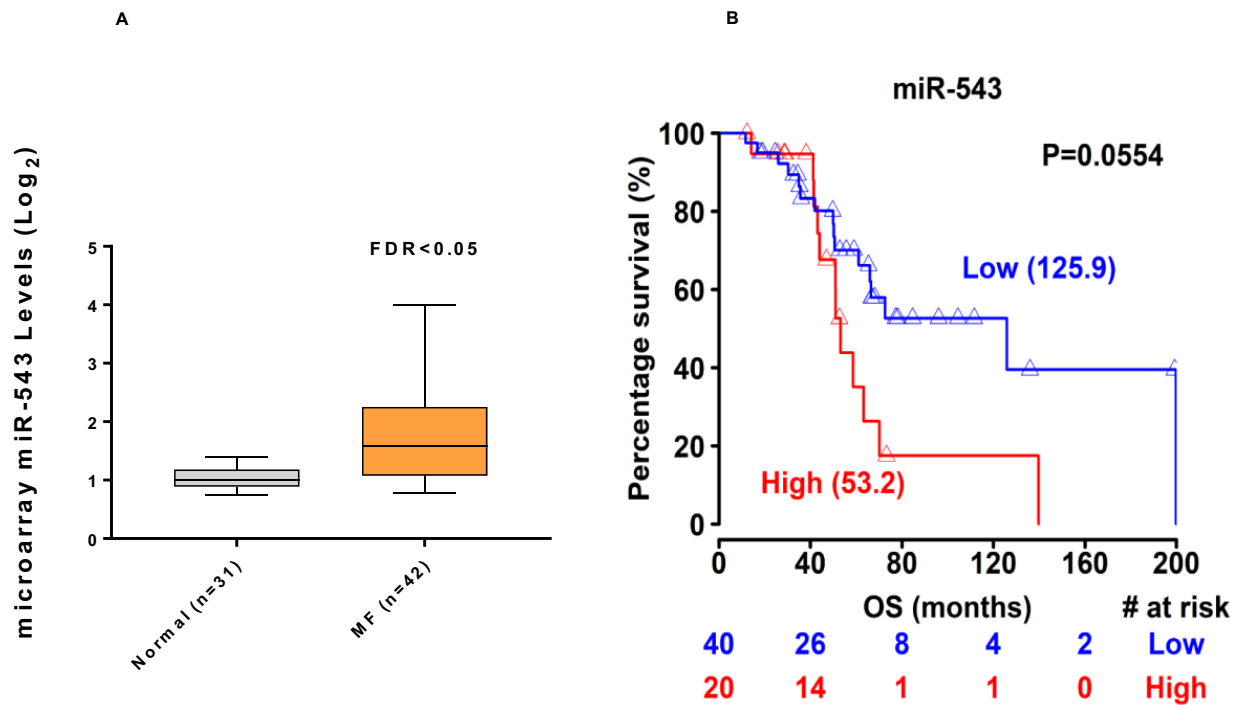 A
microarray miR-543 Levels (Log2)
5
4
3
2
1
0
FDR<0.05
Normal (n=31)
MF (n=42)
B
miR-543
P=0.0554
Percentage survival (%)
100
80
60
40
20
0
Low (125.9)
High (53.2)
0 40 80 120 160 200
OS (months) # at risk
40 26 8 4 2 Low
20 14 1 1 0 High